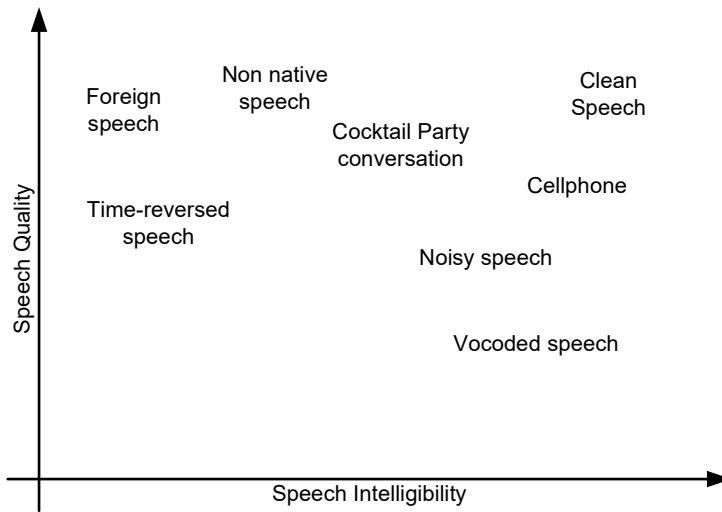 Non native
speech
Clean
Speech
Foreign
speech
Cocktail Party
conversation
Cellphone
Time-reversed
speech
Noisy speech
Vocoded speech
Speech Quality
Speech Intelligibility